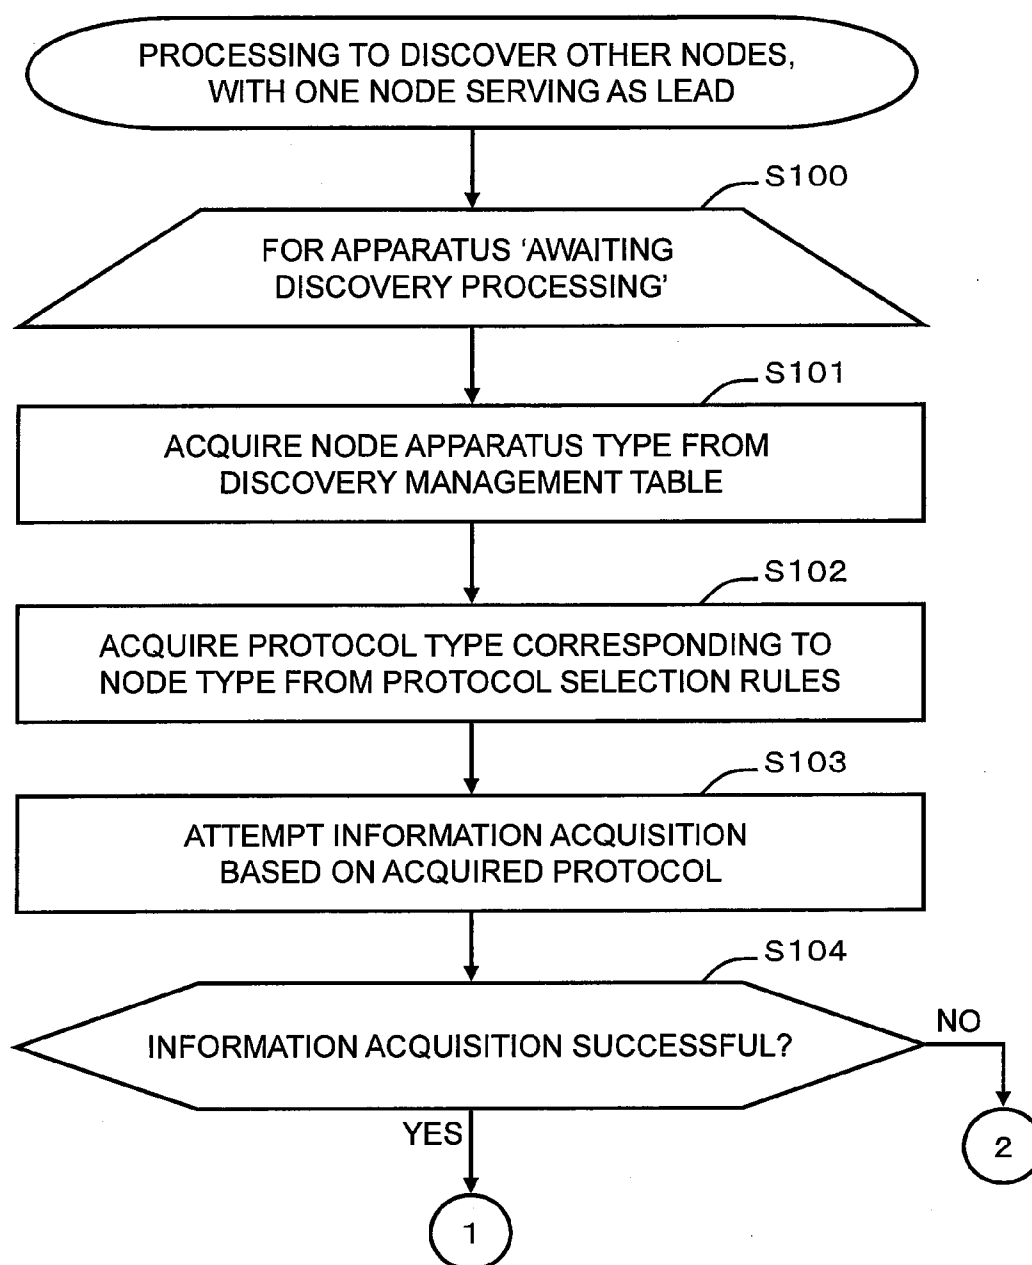 PROCESSING TO DISCOVER OTHER NODES,
WITH ONE NODE SERVING AS LEAD
S100
FOR APPARATUS ‘AWAITING
DISCOVERY PROCESSING’
S101
ACQUIRE NODE APPARATUS TYPE FROM
DISCOVERY MANAGEMENT TABLE
S102
ACQUIRE PROTOCOL TYPE CORRESPONDING TO
NODE TYPE FROM PROTOCOL SELECTION RULES
S103
ATTEMPT INFORMATION ACQUISITION
BASED ON ACQUIRED PROTOCOL
S104
INFORMATION ACQUISITION SUCCESSFUL?
NO
YES
2
1